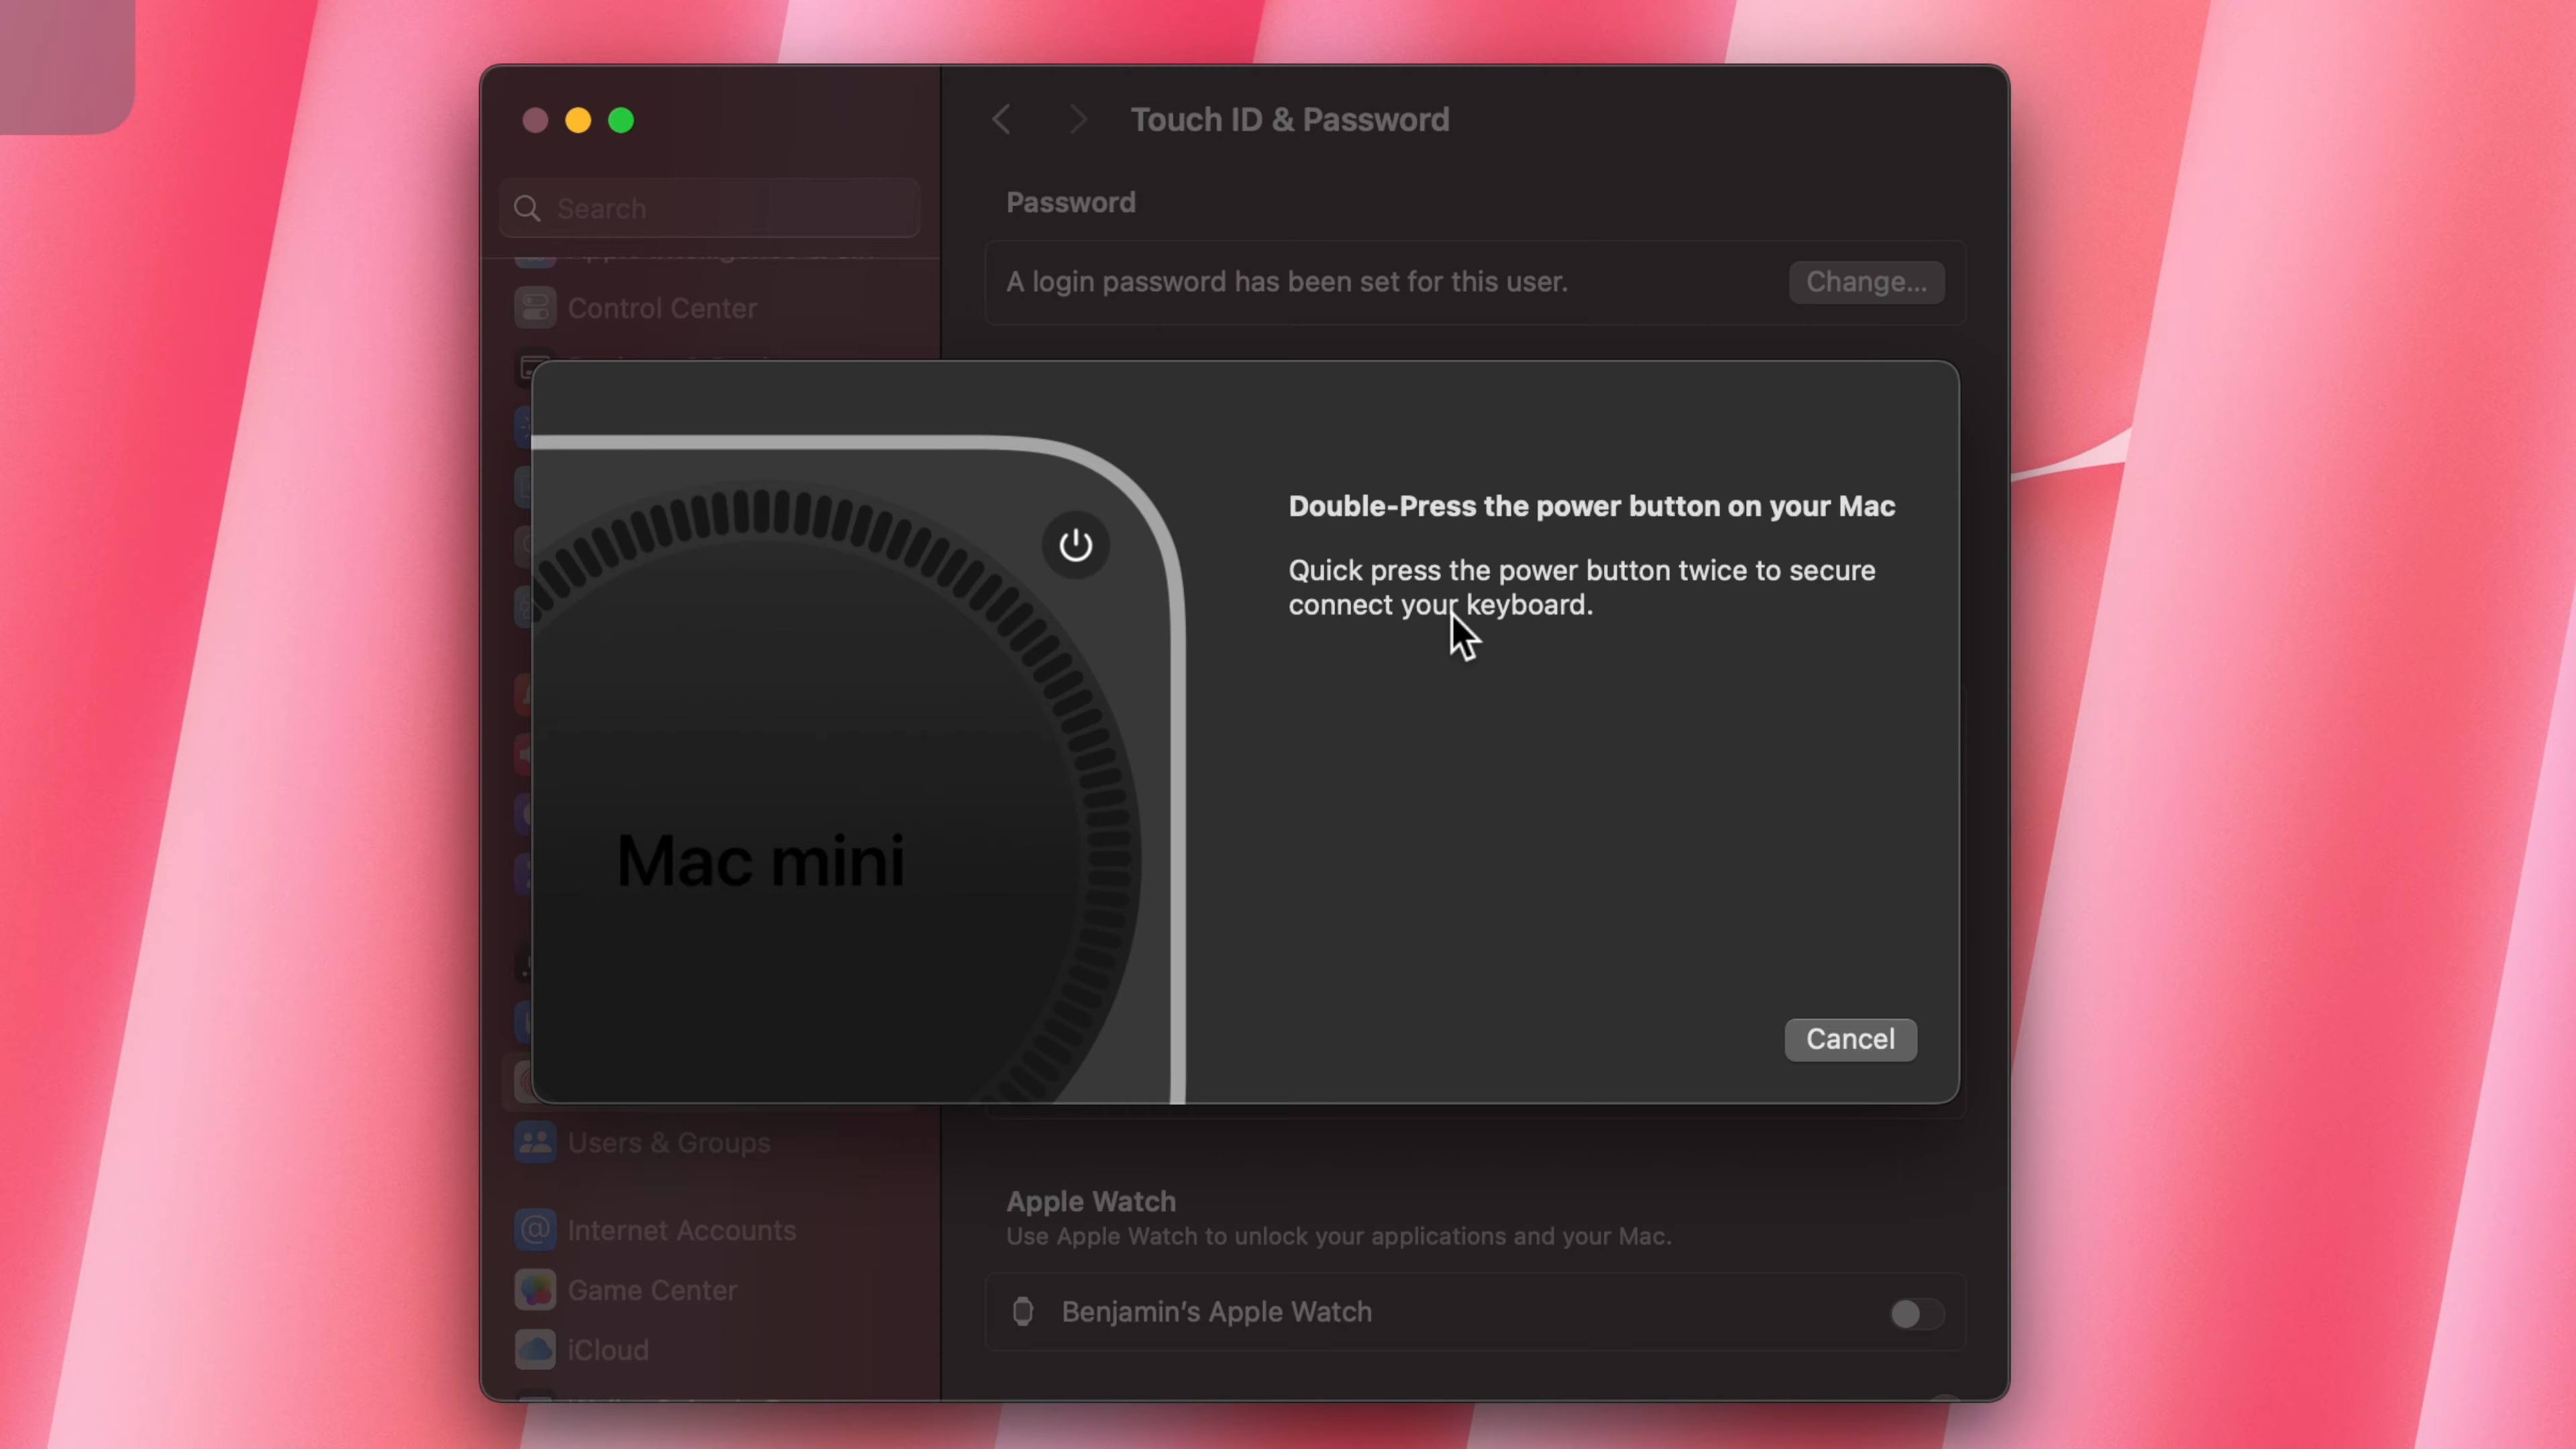 Touch ID & Password
Search
Password
A login password has been set for this user.
Change...
Control Center
Double-Press the power button on your Mac
Quick press the power button twice to secure
connect your keyboard.
Mac mini
Cancel
Users & Groups
Internet Accounts
Game Center
iCloud
Apple Watch
Use Apple Watch to unlock your applications and your Mac.
Benjamin's Apple Watch